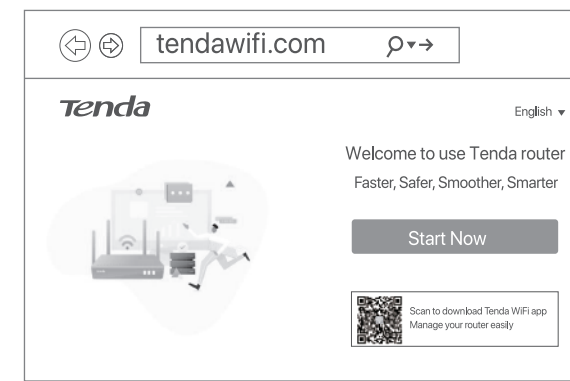 tendawifi.com
Tenda
English
Welcome to use Tenda router
Faster, Safer, Smoother, Smarter
Start Now
Scan to download Tenda WiFi app
Manage your router easily